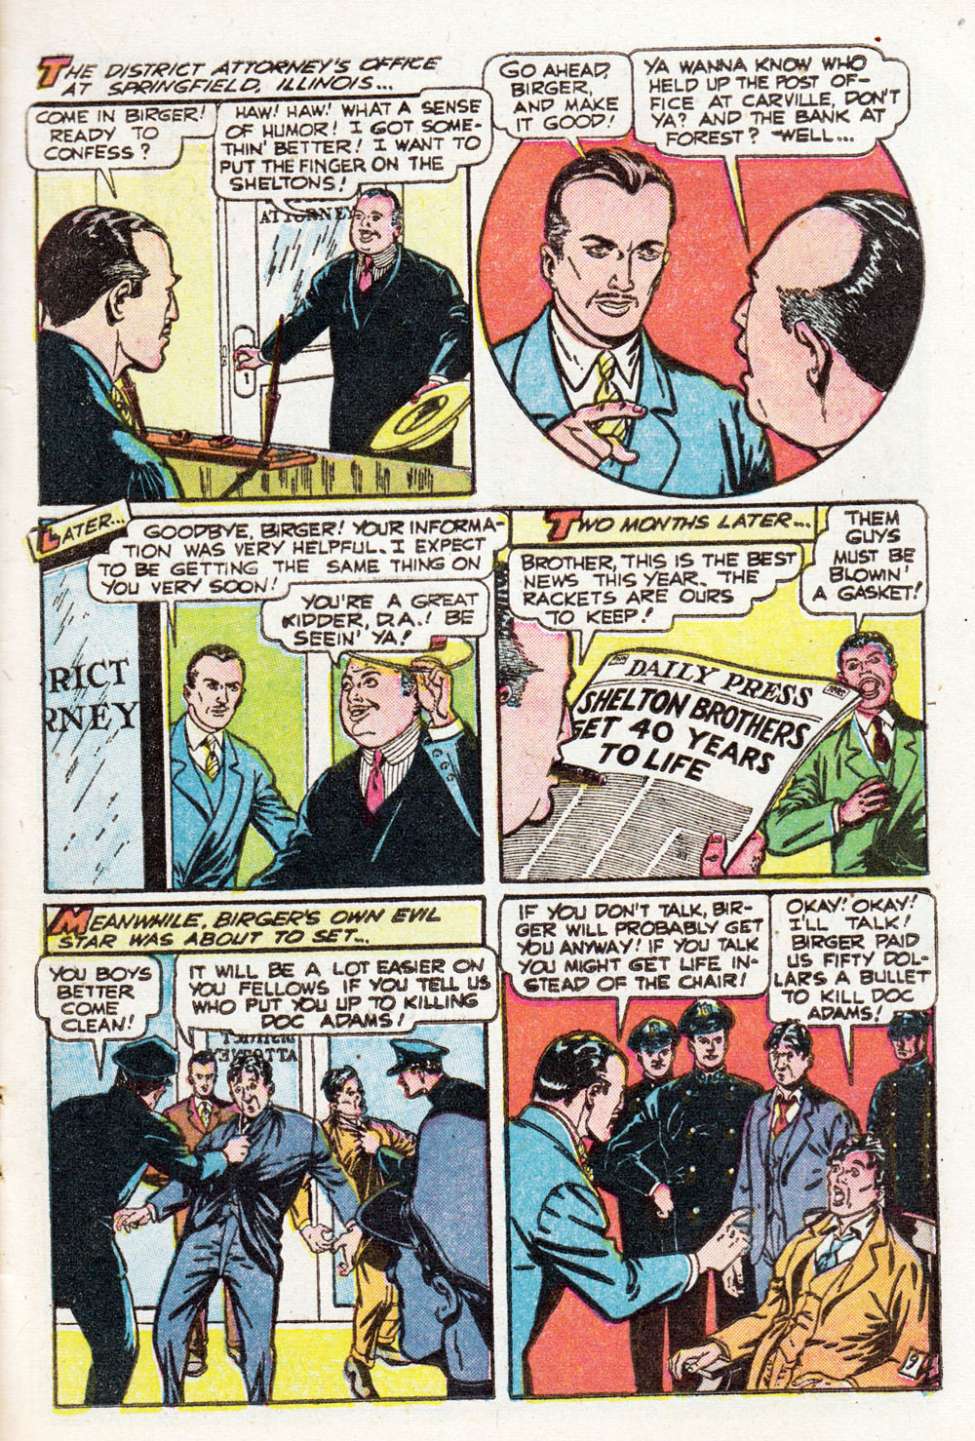 THE DISTRICT ATTORNEY'S OFFICE
AT SPRINGFIELD, ILLINOIS...
COME IN BIRGER!
READY TO
CONFESS?
HAW! HAW! WHAT A SENSE
OF HUMOR! I GOT SOME-
THIN' BETTER! I WANT TO
PUT THE FINGER ON THE
SHELTONS!
ATTORNEY
GO AHEAD,
BIRGER,
AND MAKE
IT GOOD!
YA WANNA KNOW WHO
HELD UP THE POST OF-
FICE AT CARVILLE, DON'T
YA? AND THE BANK AT
FOREST? -WELL...
LATER...
GOODBYE, BIRGER! YOUR INFORMA-
TION WAS VERY HELPFUL. I EXPECT
TO BE GETTING THE SAME THING ON
YOU VERY SOON!
YOU'RE A GREAT
KIDDER, D.A.! BE
SEEIN' YA!
RICT
RNEY
TWO MONTHS LATER...
BROTHER, THIS IS THE BEST
NEWS THIS YEAR. THE
RACKETS ARE OURS
TO KEEP!
THEM
GUYS
MUST BE
BLOWIN'
A GASKET!
DAILY PRESS
SHELTON BROTHERS
GET 40 YEARS
TO LIFE
MEANWHILE, BIRGER'S OWN EVIL
STAR WAS ABOUT TO SET...
YOU BOYS
BETTER
COME
CLEAN!
IT WILL BE A LOT EASIER ON
YOU FELLOWS IF YOU TELL US
WHO PUT YOU UP TO KILLING
DOC ADAMS!
IF YOU DON'T TALK, BIR-
GER WILL PROBABLY GET
YOU ANYWAY! IF YOU TALK
YOU MIGHT GET LIFE IN-
STEAD OF THE CHAIR!
OKAY! OKAY!
I'LL TALK!
BIRGER PAID
US FIFTY DOL-
LARS A BULLET
TO KILL DOC
ADAMS!
9